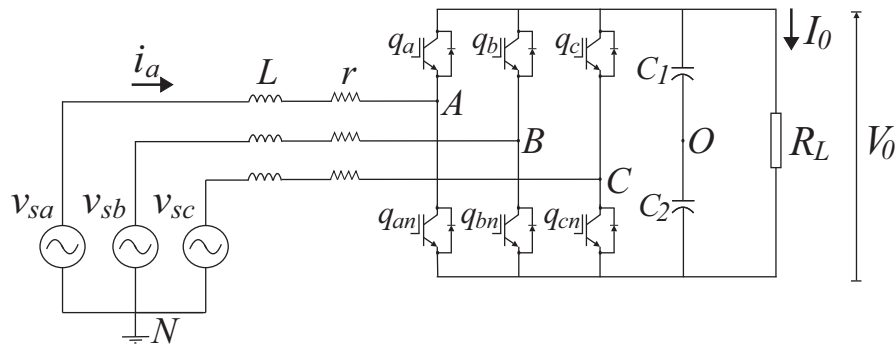 i_a
L
r
v_sa
v_sb
v_sc
N
q_a
q_b
q_c
A
B
C
q_an
q_bn
q_cn
C_1
O
C_2
I_0
R_L
V_0